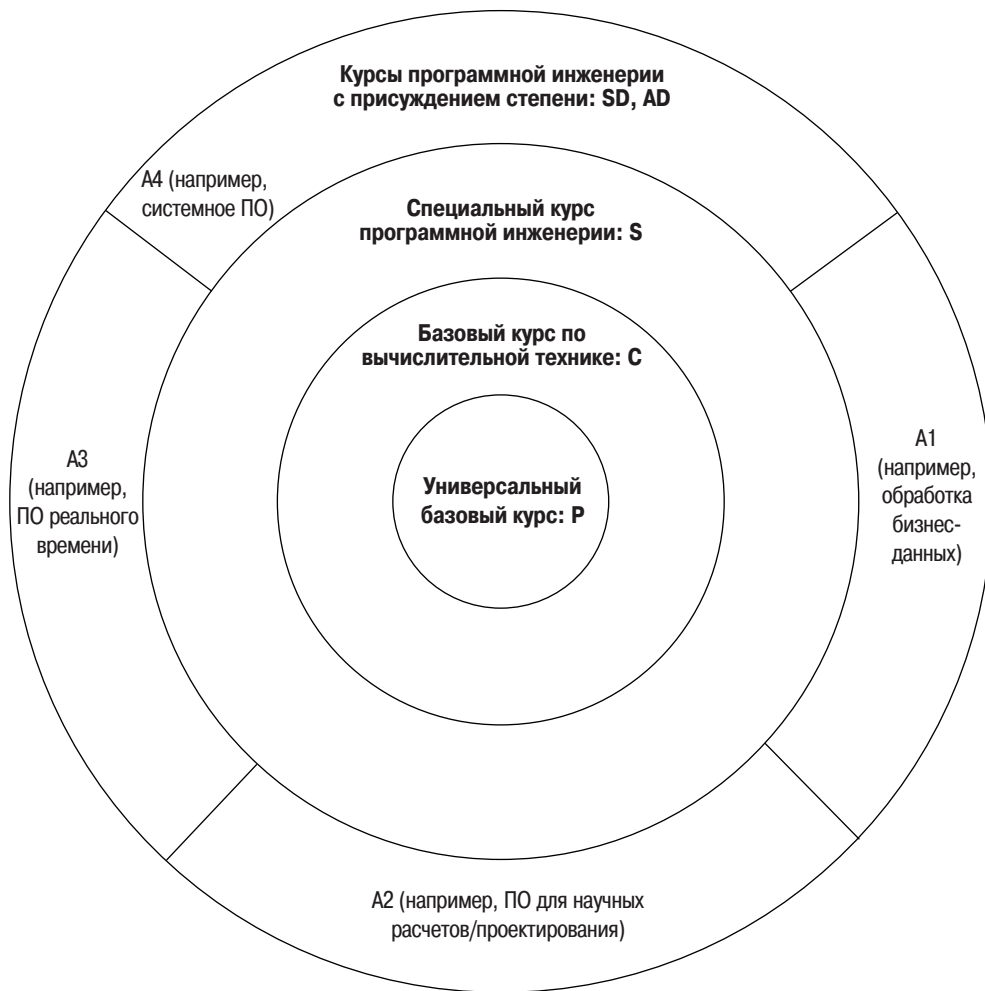 Курсы программной инженерии
с присуждением степени: SD, AD
A4 (например,
системное ПО)
Специальный курс
программной инженерии: S
Базовый курс по
вычислительной технике: C
A3
(например,
ПО реального
времени)
Универсальный
базовый курс: P
A1
(например,
обработка
бизнес-
данных)
A2 (например, ПО для научных
расчетов/проектирования)